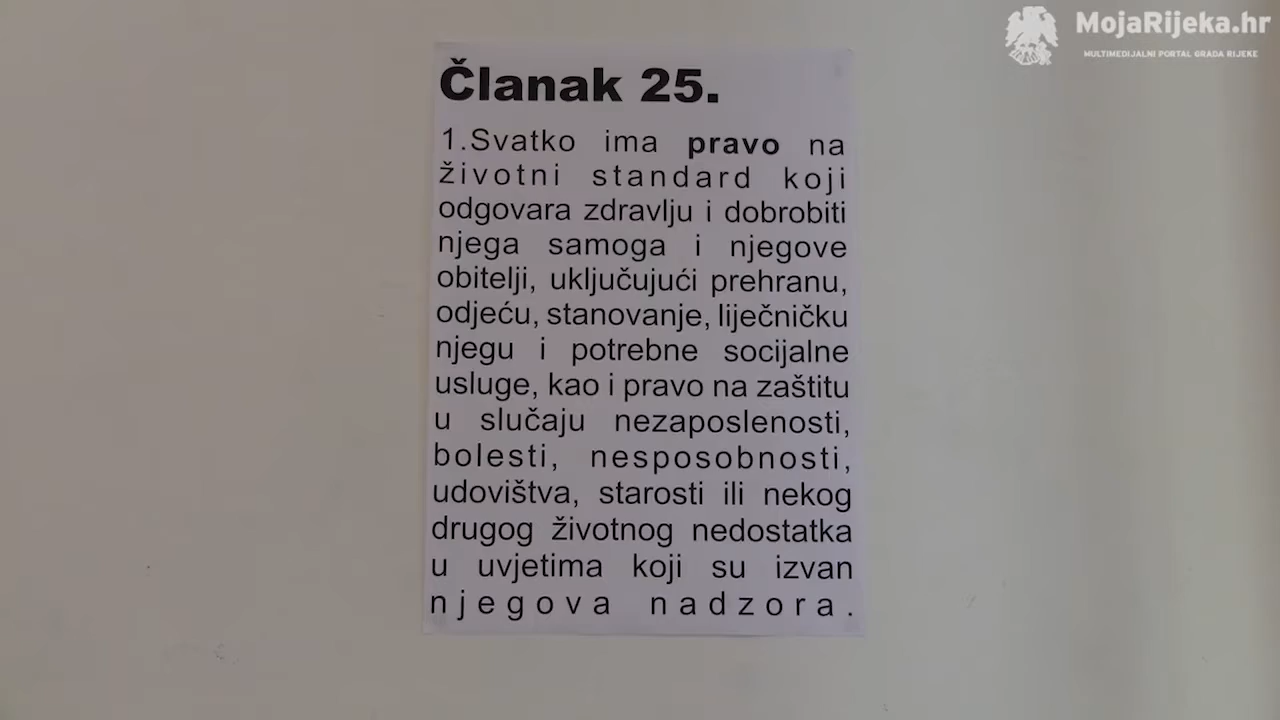 MojaRijeka.hr
MULTIMEDIJALNI PORTAL GRADA RIJEKE
Članak 25.
1.Svatko ima pravo na
životni standard koji
odgovara zdravlju i dobrobiti
njega samoga i njegove
obitelji, uključujući prehranu,
odjeću, stanovanje, liječničku
njegu i potrebne socijalne
usluge, kao i pravo na zaštitu
u slučaju nezaposlenosti,
bolesti, nesposobnosti,
udovištva, starosti ili nekog
drugog životnog nedostatka
u uvjetima koji su izvan
njegova nadzora.